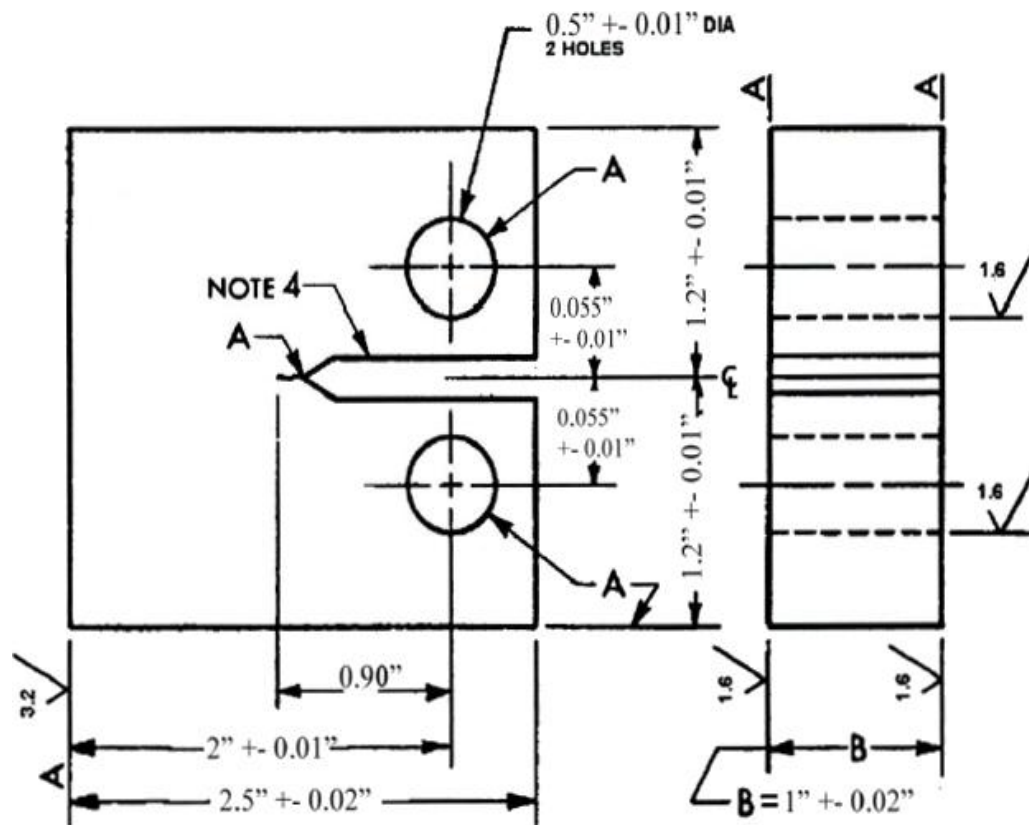 0.5” +- 0.01” DIA
2 HOLES
A
A
A
1.2” +- 0.01”
NOTE 4
A
0.055”
+- 0.01”
1.6
℄
0.055”
+- 0.01”
1.2” +- 0.01”
1.6
A
3.2
0.90”
1.6
1.6
2” +- 0.01”
B
A
2.5” +- 0.02”
B = 1” +- 0.02”